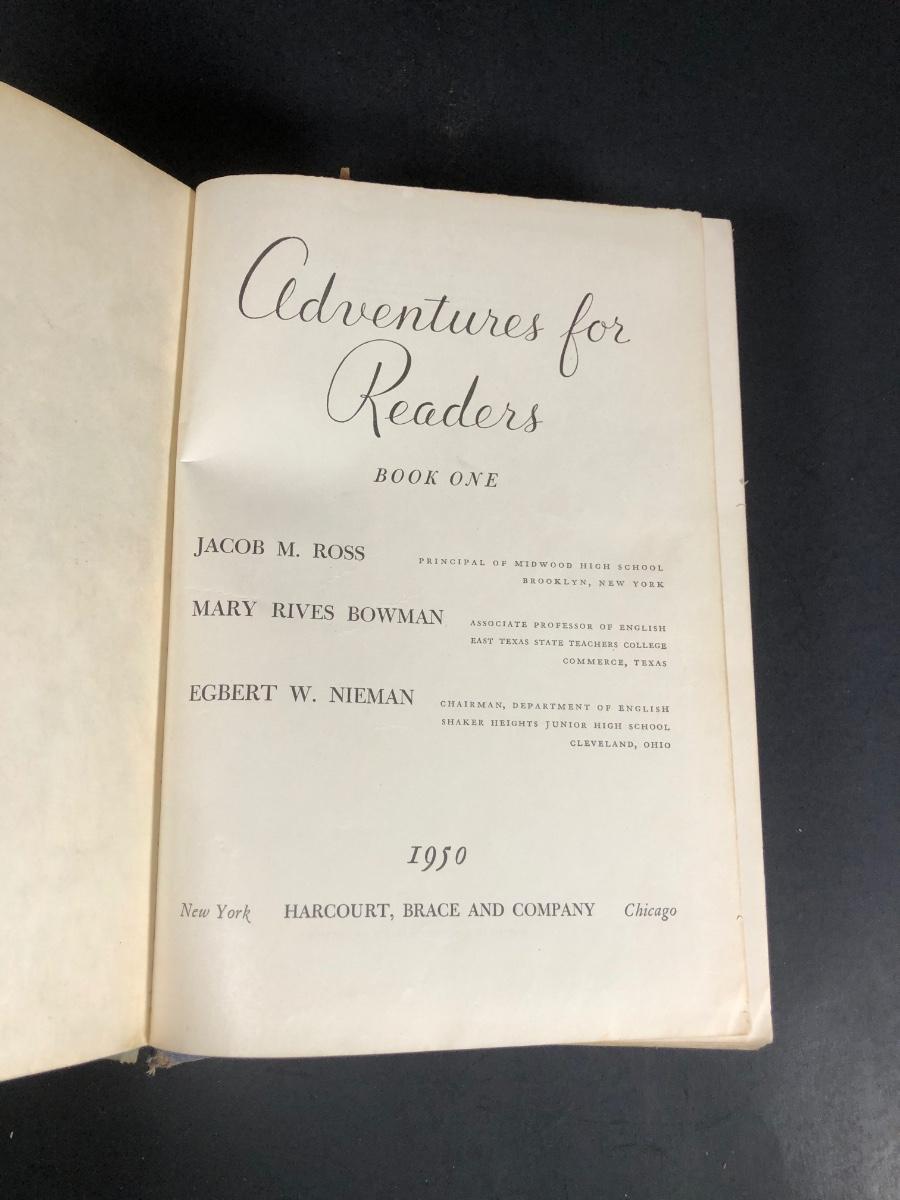 Adventures for
Readers
BOOK ONE
JACOB M. ROSS
PRINCIPAL OF MIDWOOD HIGH SCHOOL
BROOKLYN, NEW YORK
MARY RIVES BOWMAN
ASSOCIATE PROFESSOR OF ENGLISH
EAST TEXAS STATE TEACHERS COLLEGE
COMMERCE, TEXAS
EGBERT W. NIEMAN
CHAIRMAN, DEPARTMENT OF ENGLISH
SHAKER HEIGHTS JUNIOR HIGH SCHOOL
CLEVELAND, OHIO
1950
New York HARCOURT, BRACE AND COMPANY Chicago